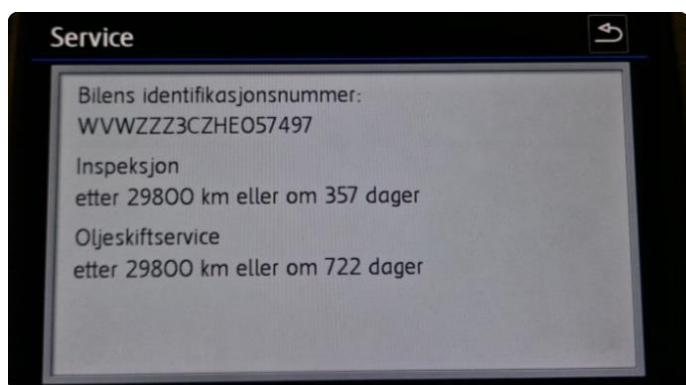 Service
Bilens identifikasjonsnummer:
WVWZZZ3CZHE057497
Inspeksjon
etter 29800 km eller om 357 dager
Oljeskiftservice
etter 29800 km eller om 722 dager